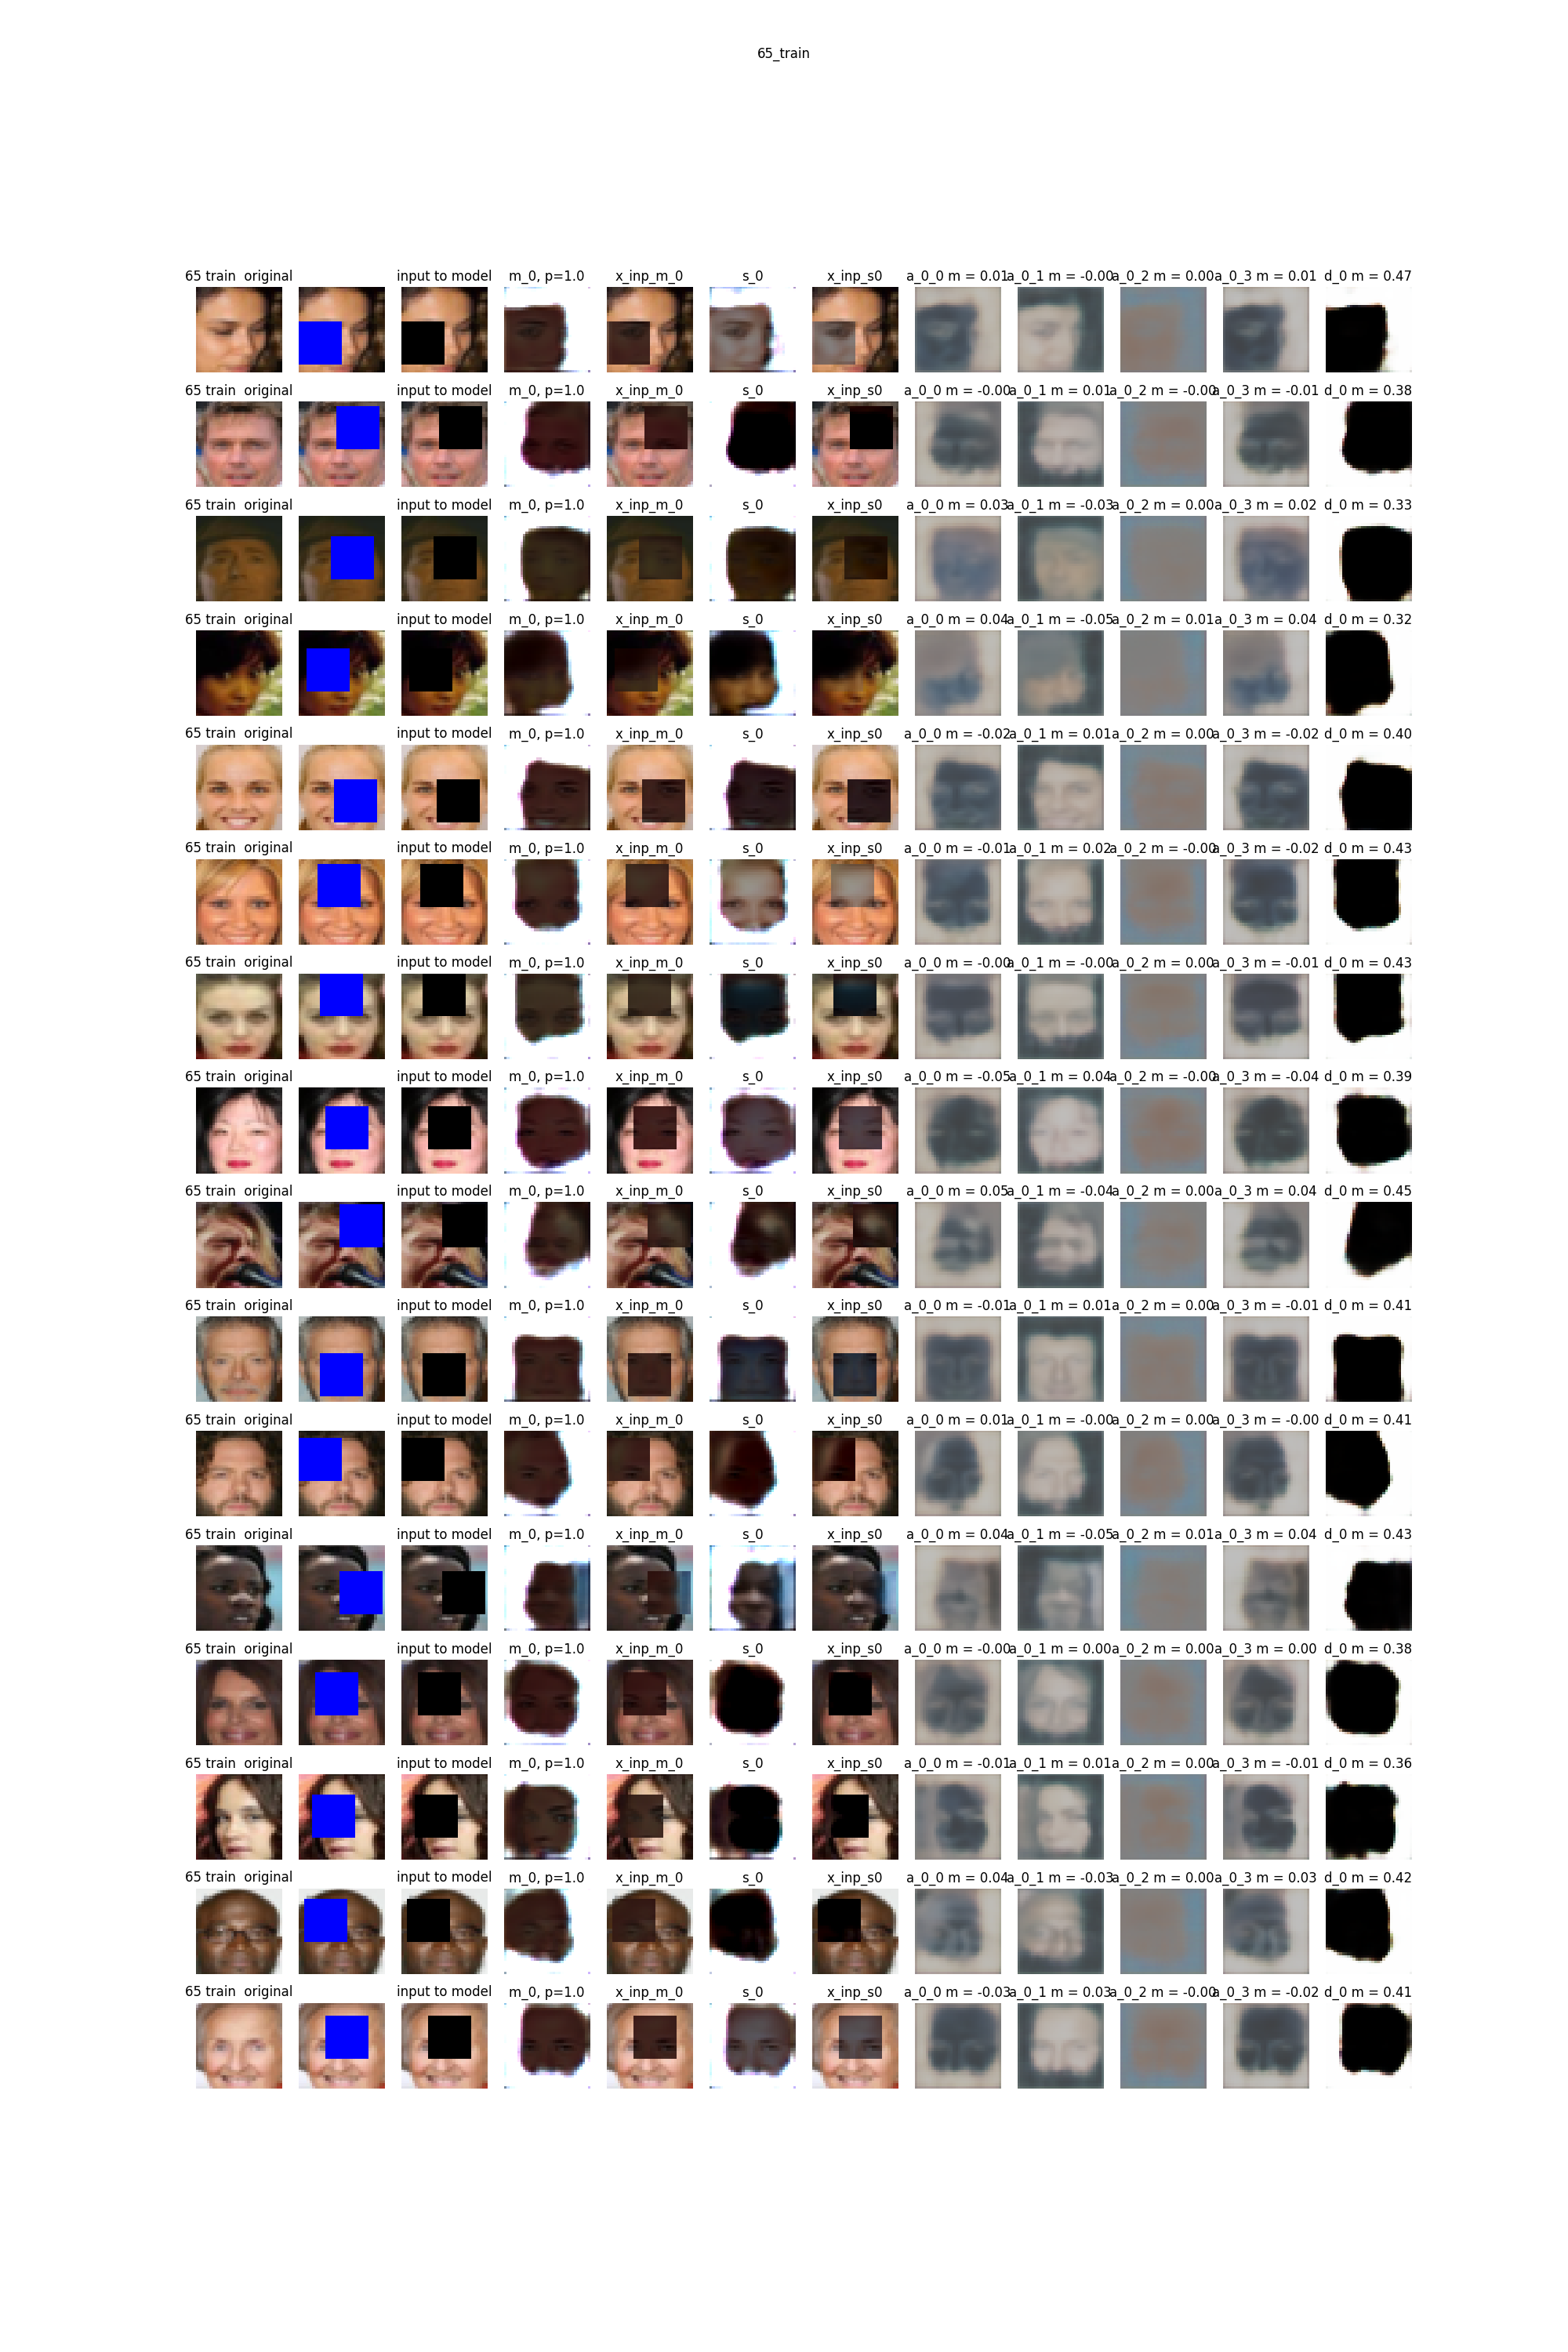 65_train
65 train  original input to model m_0, p=1.0 x_inp_m_0 s_0 x_inp_s0 a_0_0 m = 0.01 a_0_1 m = -0.00 a_0_2 m = 0.00 a_0_3 m = 0.01 d_0 m = 0.47
65 train  original input to model m_0, p=1.0 x_inp_m_0 s_0 x_inp_s0 a_0_0 m = -0.00 a_0_1 m = 0.01 a_0_2 m = -0.00 a_0_3 m = -0.01 d_0 m = 0.38
65 train  original input to model m_0, p=1.0 x_inp_m_0 s_0 x_inp_s0 a_0_0 m = 0.03 a_0_1 m = -0.03 a_0_2 m = 0.00 a_0_3 m = 0.02 d_0 m = 0.33
65 train  original input to model m_0, p=1.0 x_inp_m_0 s_0 x_inp_s0 a_0_0 m = 0.04 a_0_1 m = -0.05 a_0_2 m = 0.01 a_0_3 m = 0.04 d_0 m = 0.32
65 train  original input to model m_0, p=1.0 x_inp_m_0 s_0 x_inp_s0 a_0_0 m = -0.02 a_0_1 m = 0.01 a_0_2 m = 0.00 a_0_3 m = -0.02 d_0 m = 0.40
65 train  original input to model m_0, p=1.0 x_inp_m_0 s_0 x_inp_s0 a_0_0 m = -0.01 a_0_1 m = 0.02 a_0_2 m = -0.00 a_0_3 m = -0.02 d_0 m = 0.43
65 train  original input to model m_0, p=1.0 x_inp_m_0 s_0 x_inp_s0 a_0_0 m = -0.00 a_0_1 m = -0.00 a_0_2 m = 0.00 a_0_3 m = -0.01 d_0 m = 0.43
65 train  original input to model m_0, p=1.0 x_inp_m_0 s_0 x_inp_s0 a_0_0 m = -0.05 a_0_1 m = 0.04 a_0_2 m = -0.00 a_0_3 m = -0.04 d_0 m = 0.39
65 train  original input to model m_0, p=1.0 x_inp_m_0 s_0 x_inp_s0 a_0_0 m = 0.05 a_0_1 m = -0.04 a_0_2 m = 0.00 a_0_3 m = 0.04 d_0 m = 0.45
65 train  original input to model m_0, p=1.0 x_inp_m_0 s_0 x_inp_s0 a_0_0 m = -0.01 a_0_1 m = 0.01 a_0_2 m = 0.00 a_0_3 m = -0.01 d_0 m = 0.41
65 train  original input to model m_0, p=1.0 x_inp_m_0 s_0 x_inp_s0 a_0_0 m = 0.01 a_0_1 m = -0.00 a_0_2 m = 0.00 a_0_3 m = -0.00 d_0 m = 0.41
65 train  original input to model m_0, p=1.0 x_inp_m_0 s_0 x_inp_s0 a_0_0 m = 0.04 a_0_1 m = -0.05 a_0_2 m = 0.01 a_0_3 m = 0.04 d_0 m = 0.43
65 train  original input to model m_0, p=1.0 x_inp_m_0 s_0 x_inp_s0 a_0_0 m = -0.00 a_0_1 m = 0.00 a_0_2 m = -0.00 a_0_3 m = 0.00 d_0 m = 0.38
65 train  original input to model m_0, p=1.0 x_inp_m_0 s_0 x_inp_s0 a_0_0 m = -0.01 a_0_1 m = 0.01 a_0_2 m = -0.00 a_0_3 m = -0.01 d_0 m = 0.36
65 train  original input to model m_0, p=1.0 x_inp_m_0 s_0 x_inp_s0 a_0_0 m = 0.04 a_0_1 m = -0.03 a_0_2 m = 0.00 a_0_3 m = 0.03 d_0 m = 0.42
65 train  original input to model m_0, p=1.0 x_inp_m_0 s_0 x_inp_s0 a_0_0 m = -0.03 a_0_1 m = 0.03 a_0_2 m = -0.00 a_0_3 m = -0.02 d_0 m = 0.41